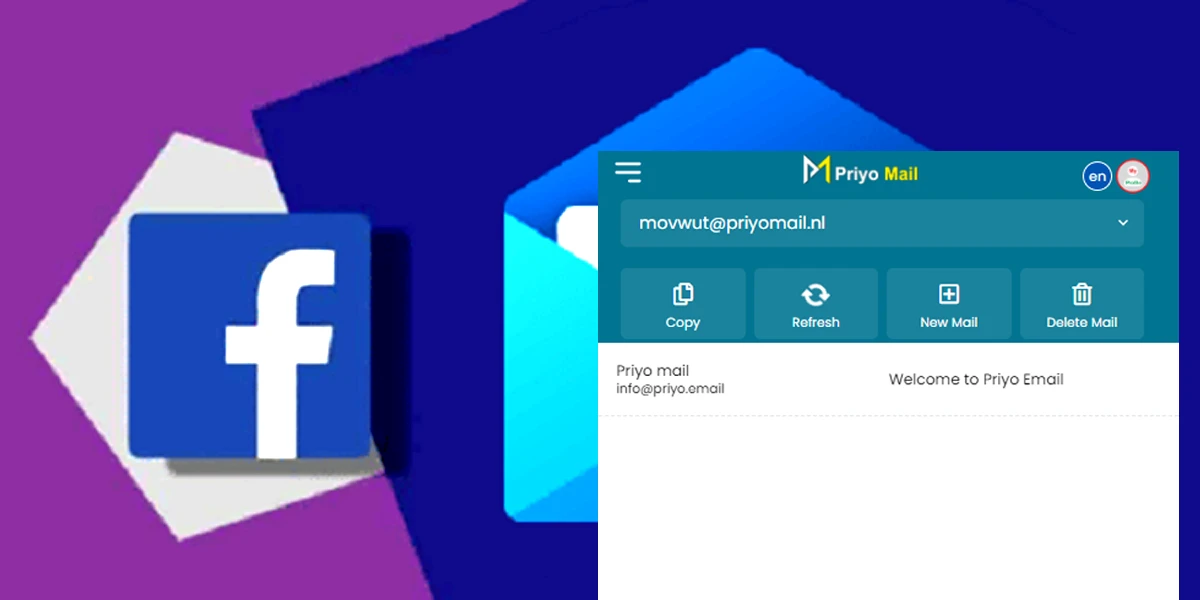 f
Priyo Mail
en
movwut@priyomail.nl
Copy
Refresh
New Mail
Delete Mail
Priyo mail
info@priyo.email
Welcome to Priyo Email